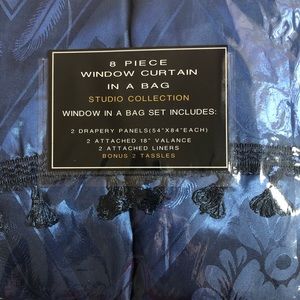 8 PIECE
WINDOW CURTAIN
IN A BAG
STUDIO COLLECTION
WINDOW IN A BAG SET INCLUDES:
2 DRAPERY PANELS(54"X84"EACH)
2 ATTACHED 18" VALANCE
2 ATTACHED LINERS
BONUS 2 TASSLES